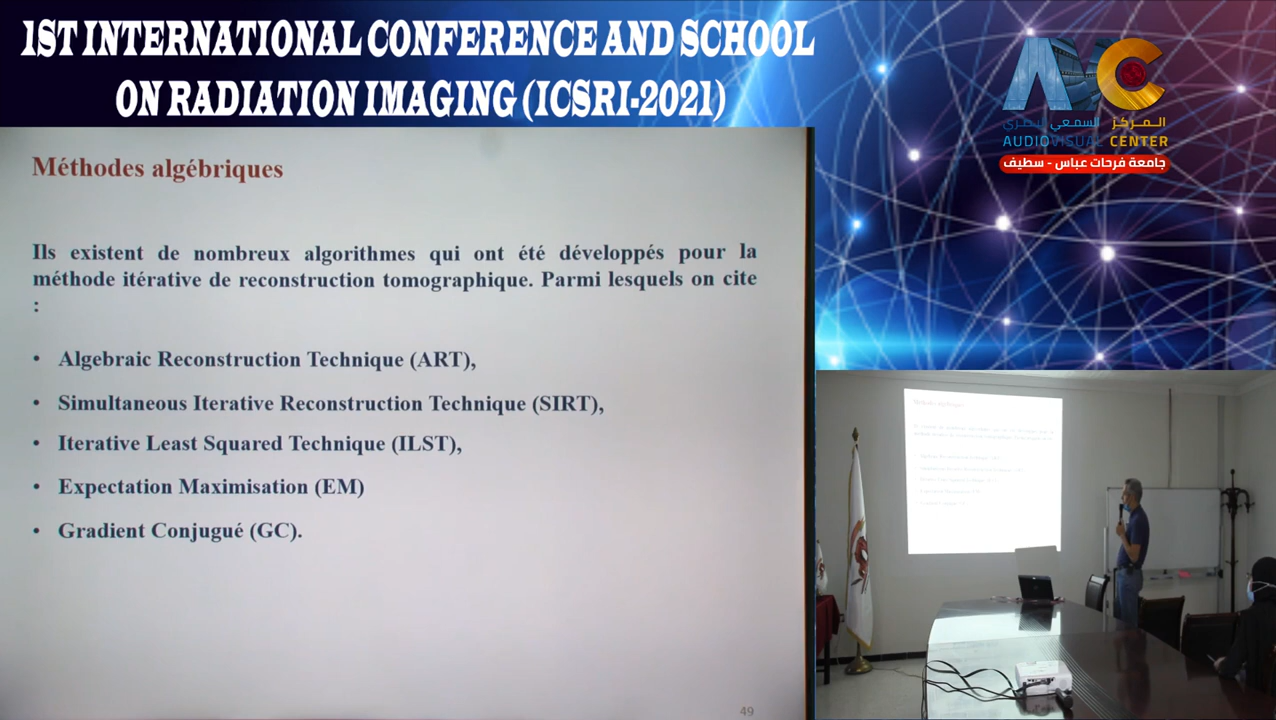 1ST INTERNATIONAL CONFERENCE AND SCHOOL
ON RADIATION IMAGING (ICSRI-2021)
المركز السمعي البصري
AUDIOVISUAL CENTER
جامعة فرحات عباس - سطيف
Méthodes algébriques
Ils existent de nombreux algorithmes qui ont été développés pour la
méthode itérative de reconstruction tomographique. Parmi lesquels on cite
:
• Algebraic Reconstruction Technique (ART),
• Simultaneous Iterative Reconstruction Technique (SIRT),
• Iterative Least Squared Technique (ILST),
• Expectation Maximisation (EM)
• Gradient Conjugué (GC).
49